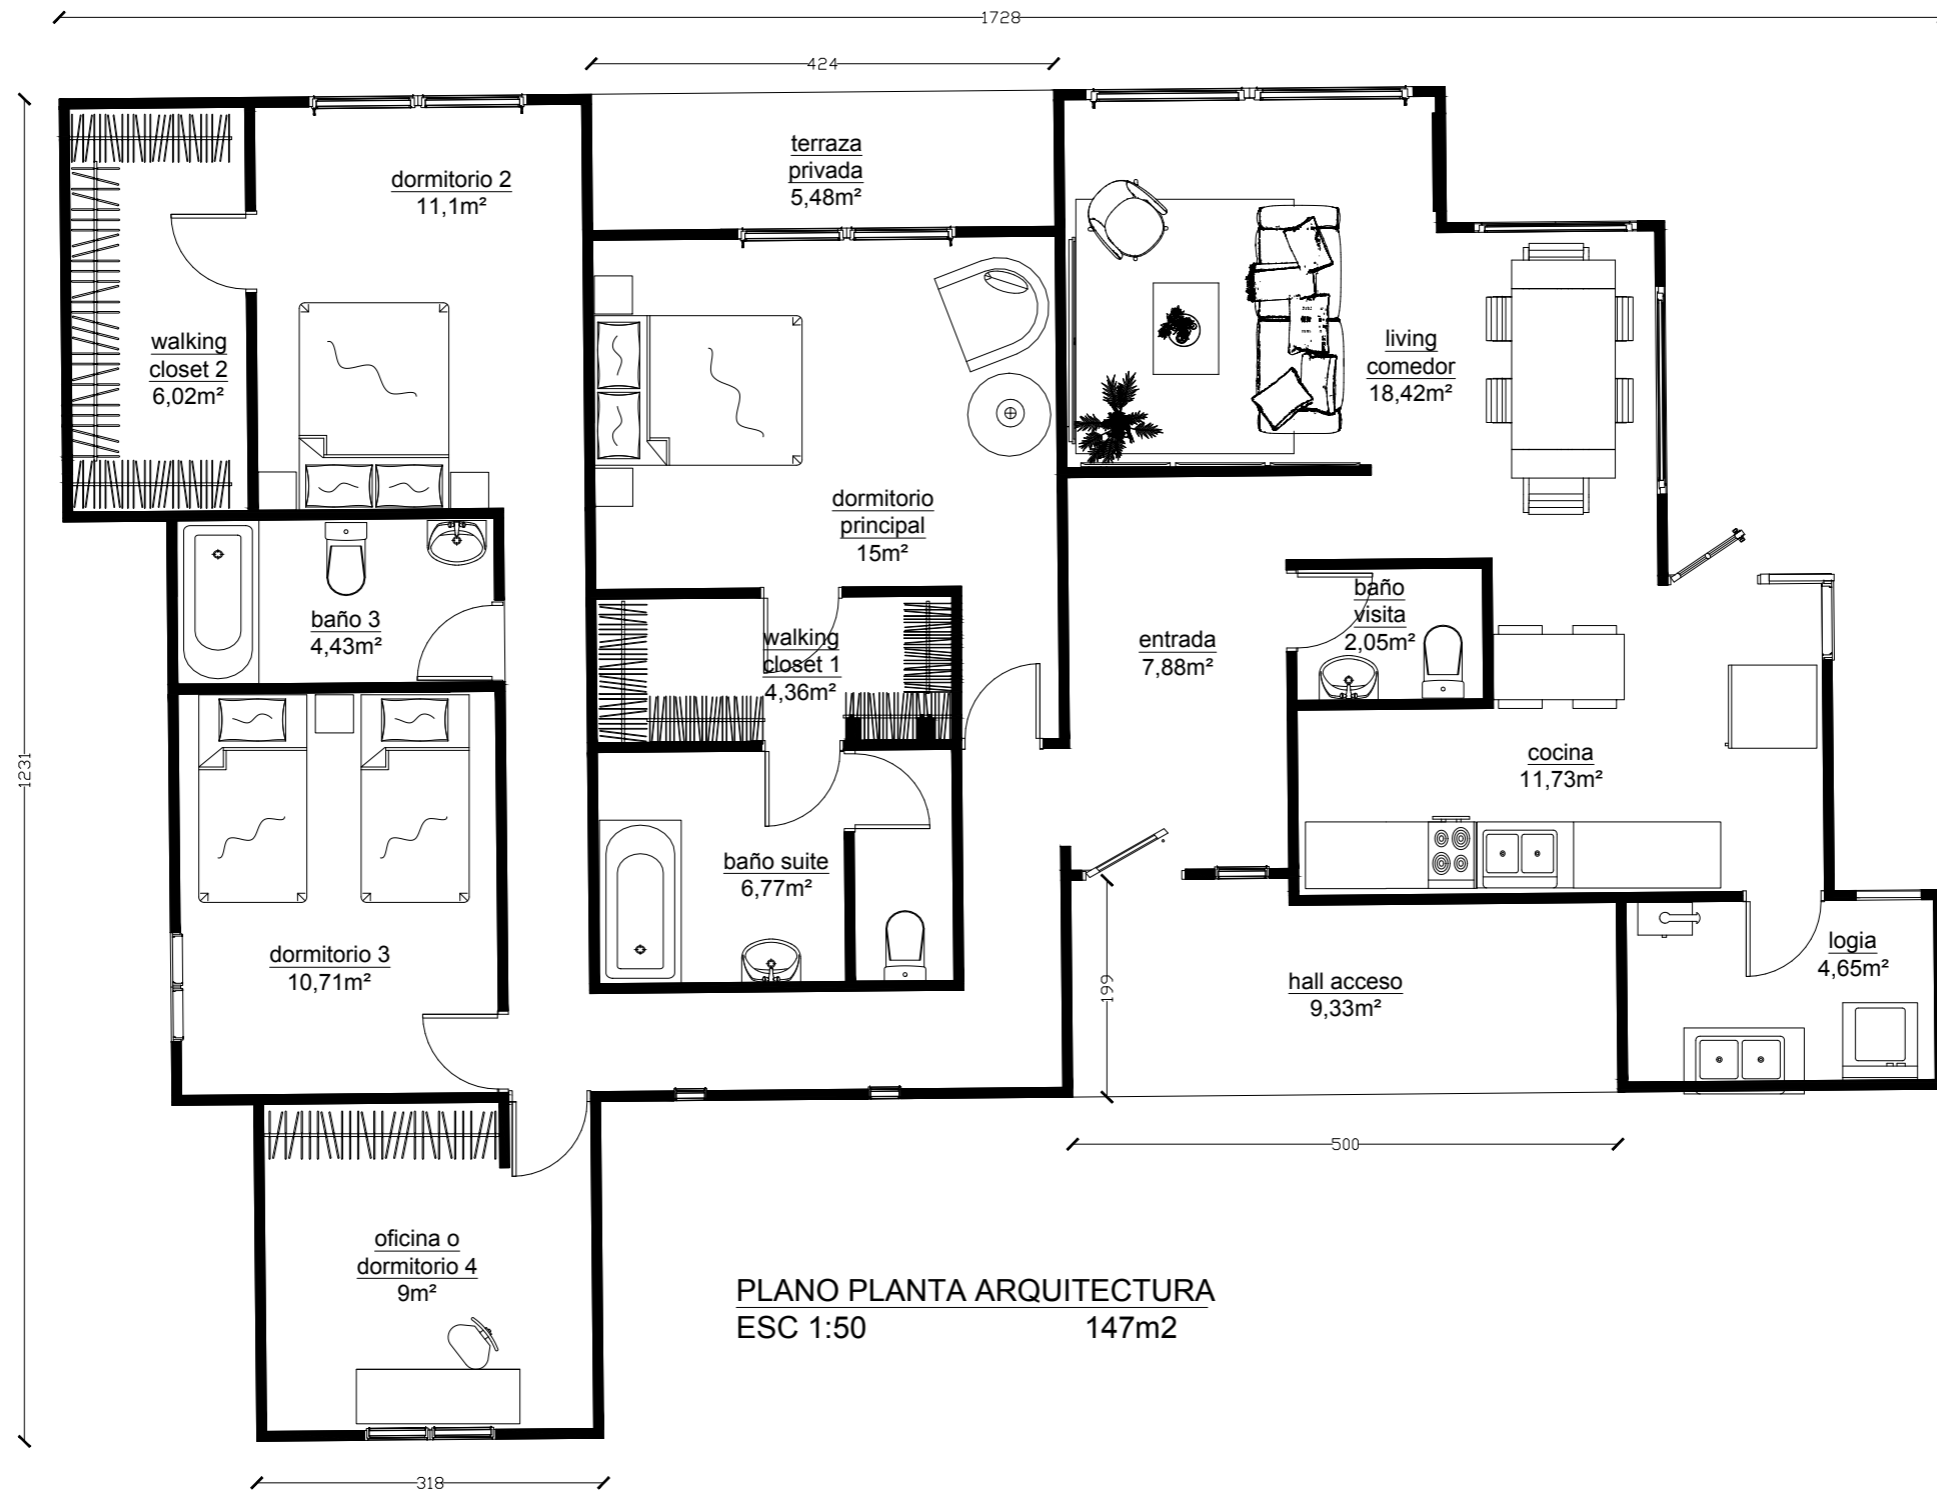 1728
424
terraza
privada
5,48m²
dormitorio 2
11,1m²
walking
closet 2
6,02m²
living
comedor
18,42m²
dormitorio
principal
15m²
baño 3
4,43m²
walking
closet 1
4,36m²
entrada
7,88m²
baño
visita
2,05m²
cocina
11,73m²
1231
baño suite
6,77m²
dormitorio 3
10,71m²
199
hall acceso
9,33m²
logia
4,65m²
500
oficina o
dormitorio 4
9m²
PLANO PLANTA ARQUITECTURA
ESC 1:50 147m2
318